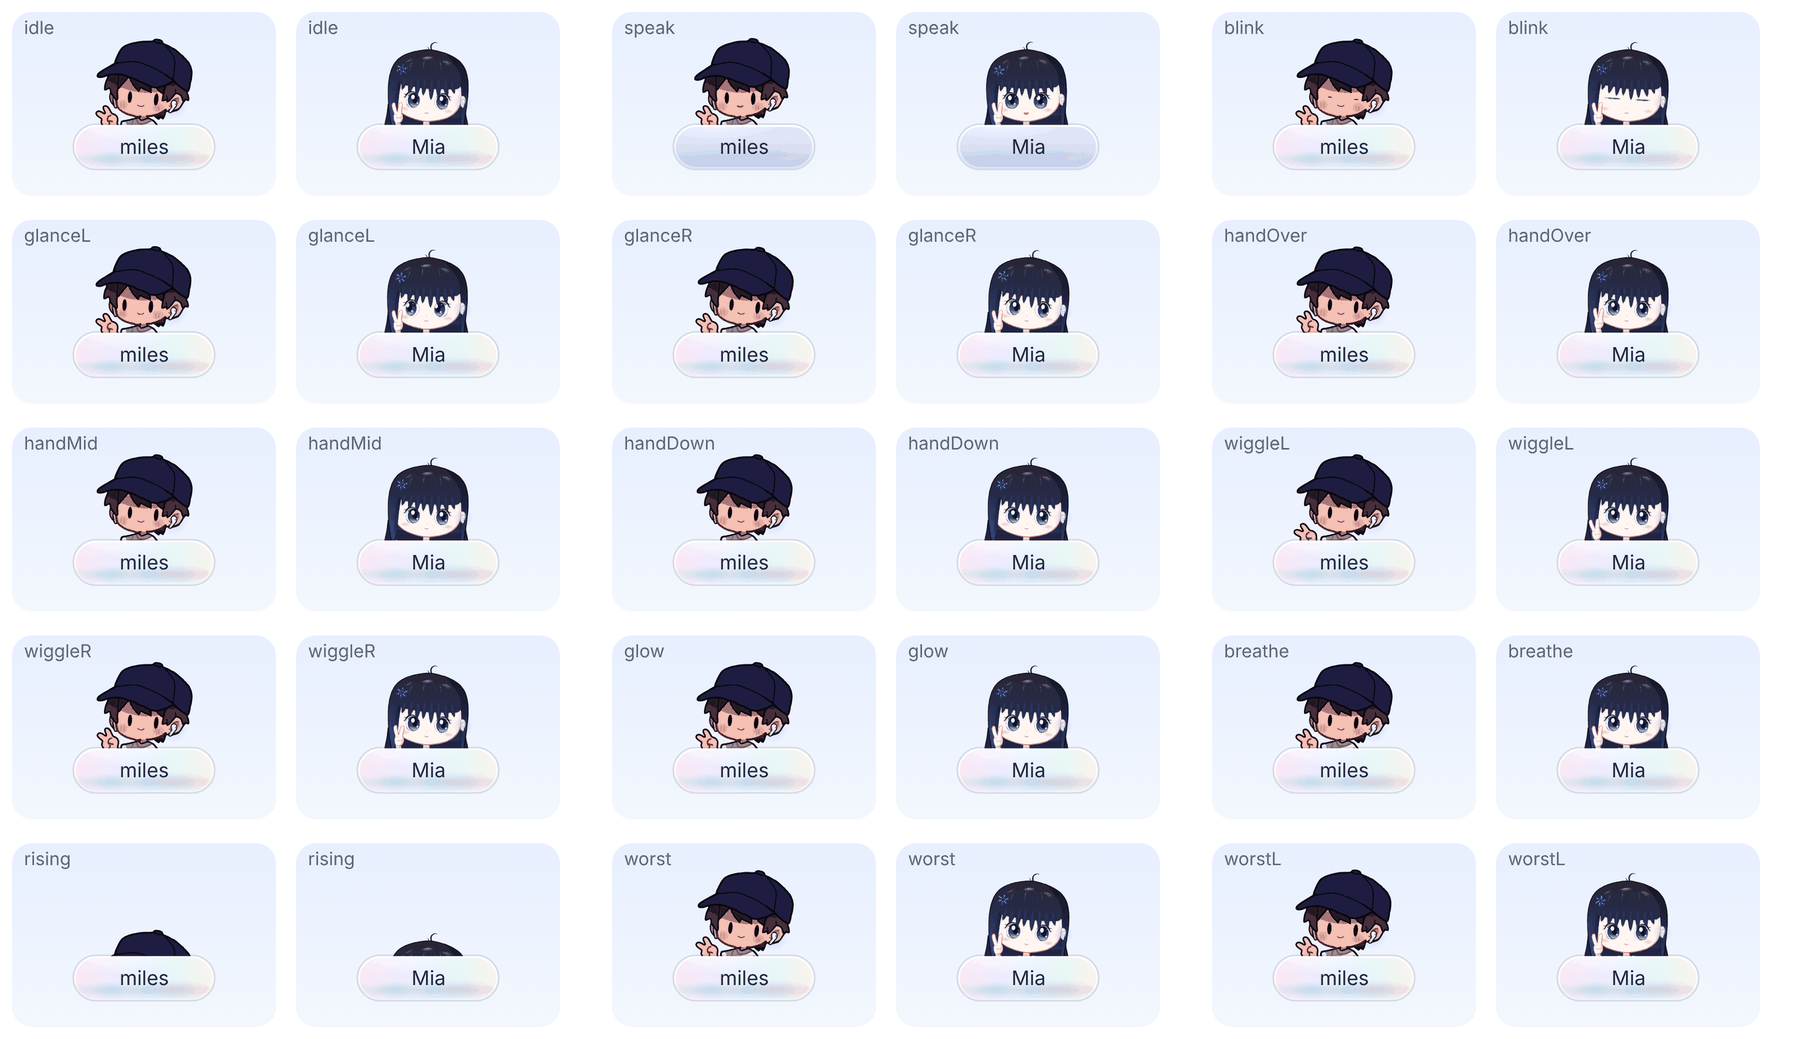 idle
idle
speak
speak
blink
blink
miles
Mia
miles
Mia
miles
Mia
glanceL
glanceL
glanceR
glanceR
handOver
handOver
miles
Mia
miles
Mia
miles
Mia
handMid
handMid
handDown
handDown
wiggleL
wiggleL
miles
Mia
miles
Mia
miles
Mia
wiggleR
wiggleR
glow
glow
breathe
breathe
miles
Mia
miles
Mia
miles
Mia
rising
rising
worst
worst
worstL
worstL
miles
Mia
miles
Mia
miles
Mia